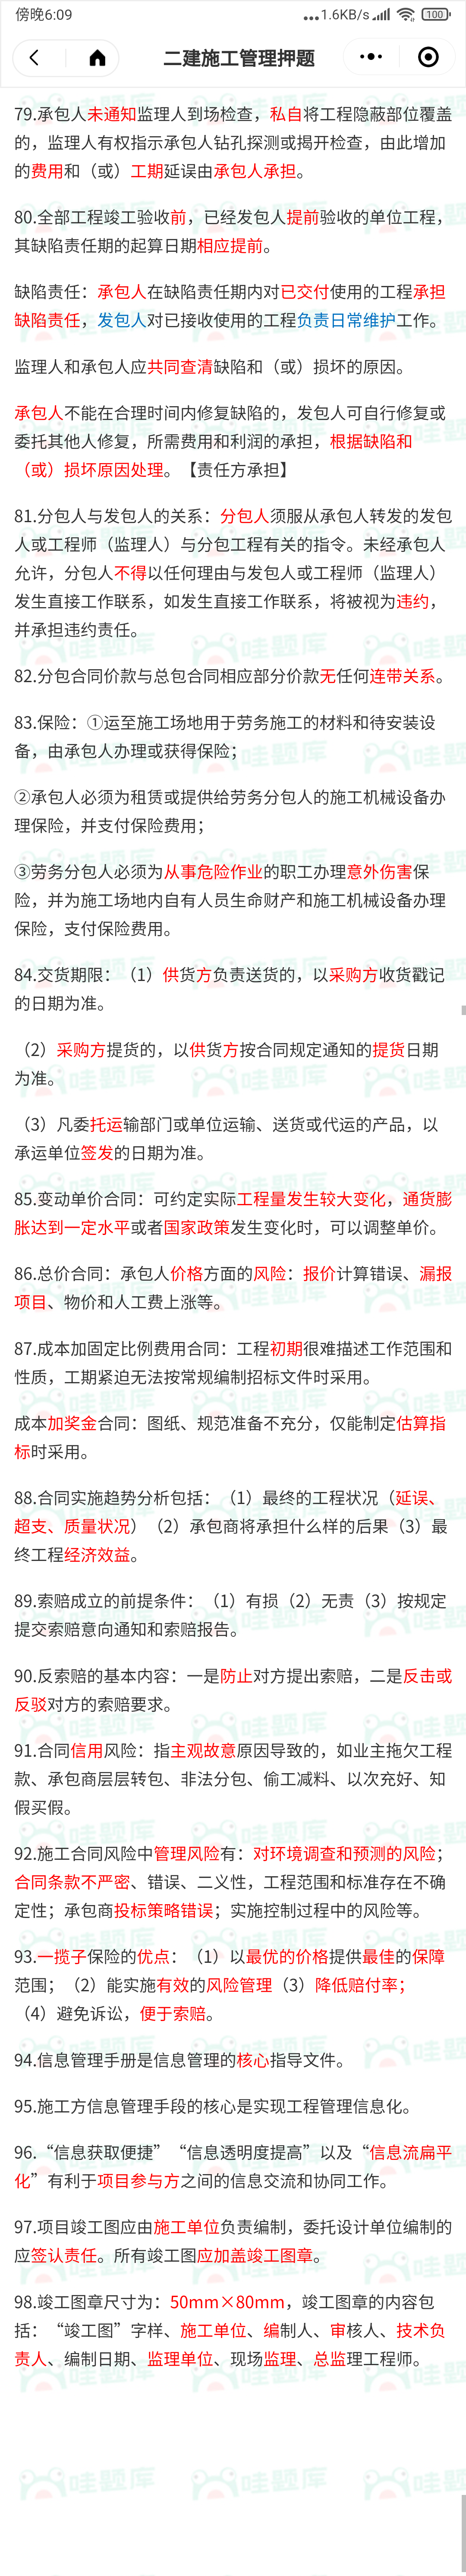 傍晚6:09
1.6KB/s
100
二建施工管理押题
79.承包人未通知监理人到场检查，私自将工程隐蔽部位覆盖
的，监理人有权指示承包人钻孔探测或揭开检查，由此增加
的费用和（或）工期延误由承包人承担。
80.全部工程竣工验收前，已经发包人提前验收的单位工程，
其缺陷责任期的起算日期相应提前。
缺陷责任：承包人在缺陷责任期内对已交付使用的工程承担
缺陷责任，发包人对已接收使用的工程负责日常维护工作。
监理人和承包人应共同查清缺陷和（或）损坏的原因。
承包人不能在合理时间内修复缺陷的，发包人可自行修复或
委托其他人修复，所需费用和利润的承担，根据缺陷和
（或）损坏原因处理。【责任方承担】
81.分包人与发包人的关系：分包人须服从承包人转发的发包
人或工程师（监理人）与分包工程有关的指令。未经承包人
允许，分包人不得以任何理由与发包人或工程师（监理人）
发生直接工作联系，如发生直接工作联系，将被视为违约，
并承担违约责任。
82.分包合同价款与总包合同相应部分价款无任何连带关系。
83.保险：①运至施工场地用于劳务施工的材料和待安装设
备，由承包人办理或获得保险；
②承包人必须为租赁或提供给劳务分包人的施工机械设备办
理保险，并支付保险费用；
③劳务分包人必须为从事危险作业的职工办理意外伤害保
险，并为施工场地内自有人员生命财产和施工机械设备办理
保险，支付保险费用。
84.交货期限：（1）供货方负责送货的，以采购方收货戳记
的日期为准。
（2）采购方提货的，以供货方按合同规定通知的提货日期
为准。
（3）凡委托运输部门或单位运输、送货或代运的产品，以
承运单位签发的日期为准。
85.变动单价合同：可约定实际工程量发生较大变化，通货膨
胀达到一定水平或者国家政策发生变化时，可以调整单价。
86.总价合同：承包人价格方面的风险：报价计算错误、漏报
项目、物价和人工费上涨等。
87.成本加固定比例费用合同：工程初期很难描述工作范围和
性质，工期紧迫无法按常规编制招标文件时采用。
成本加奖金合同：图纸、规范准备不充分，仅能制定估算指
标时采用。
88.合同实施趋势分析包括：（1）最终的工程状况（延误、
超支、质量状况）（2）承包商将承担什么样的后果（3）最
终工程经济效益。
89.索赔成立的前提条件：（1）有损（2）无责（3）按规定
提交索赔意向通知和索赔报告。
90.反索赔的基本内容：一是防止对方提出索赔，二是反击或
反驳对方的索赔要求。
91.合同信用风险：指主观故意原因导致的，如业主拖欠工程
款、承包商层层转包、非法分包、偷工减料、以次充好、知
假买假。
92.施工合同风险中管理风险有：对环境调查和预测的风险；
合同条款不严密、错误、二义性，工程范围和标准存在不确
定性；承包商投标策略错误；实施控制过程中的风险等。
93.一揽子保险的优点：（1）以最优的价格提供最佳的保障
范围；（2）能实施有效的风险管理（3）降低赔付率；
（4）避免诉讼，便于索赔。
94.信息管理手册是信息管理的核心指导文件。
95.施工方信息管理手段的核心是实现工程管理信息化。
96.“信息获取便捷”“信息透明度提高”以及“信息流扁平
化”有利于项目参与方之间的信息交流和协同工作。
97.项目竣工图应由施工单位负责编制，委托设计单位编制的
应签认责任。所有竣工图应加盖竣工图章。
98.竣工图章尺寸为：50mm×80mm，竣工图章的内容包
括：“竣工图”字样、施工单位、编制人、审核人、技术负
责人、编制日期、监理单位、现场监理、总监理工程师。